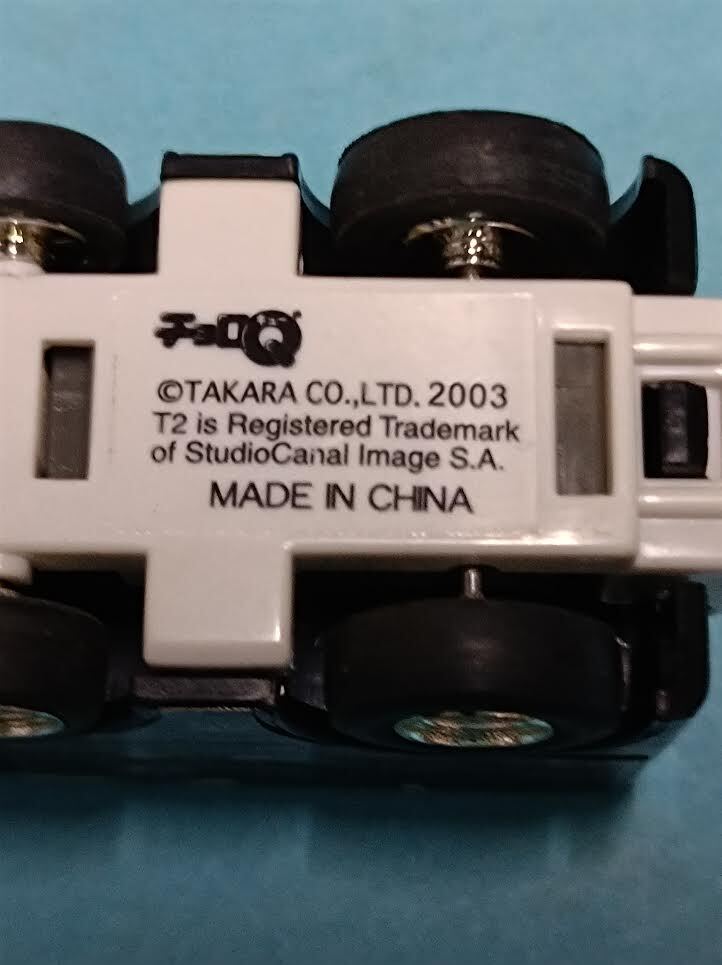 チョロQ
©TAKARA CO.,LTD. 2003
T2 is Registered Trademark
of StudioCanal Image S.A.
MADE IN CHINA